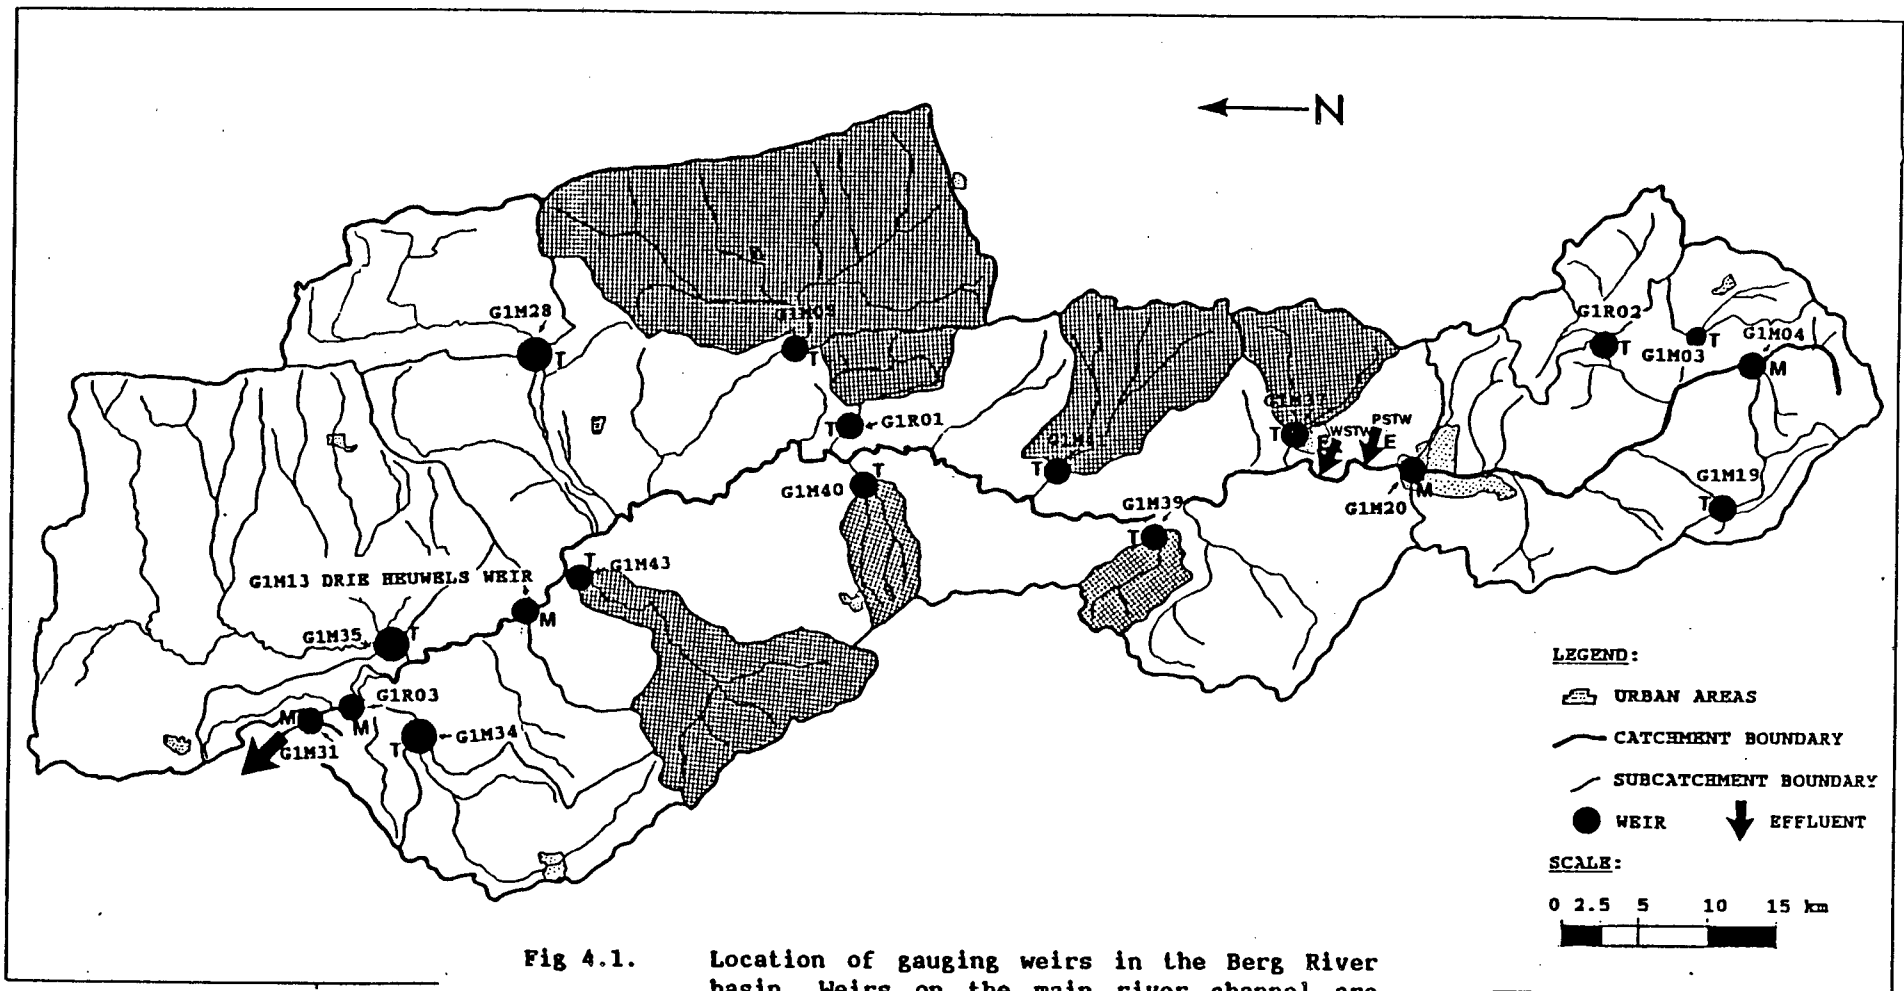 N
G1M28
T
G1M03
T
G1M04
M
G1R02
T
G1R01
T
G1M37
T
WSTW
E
PSTW
E
G1M41
T
G1M40
T
G1M39
T
G1M20
M
G1M19
T
G1M13 DRIE HEUWELS WEIR
M
T
G1M43
G1M35
T
G1R03
M
M
G1M31
G1M34
T
T
LEGEND:
URBAN AREAS
CATCHMENT BOUNDARY
SUBCATCHMENT BOUNDARY
WEIR
EFFLUENT
SCALE:
0 2.5 5 10 15 km
Fig 4.1. Location of gauging weirs in the Berg River
basin. Weirs on the main river channel are